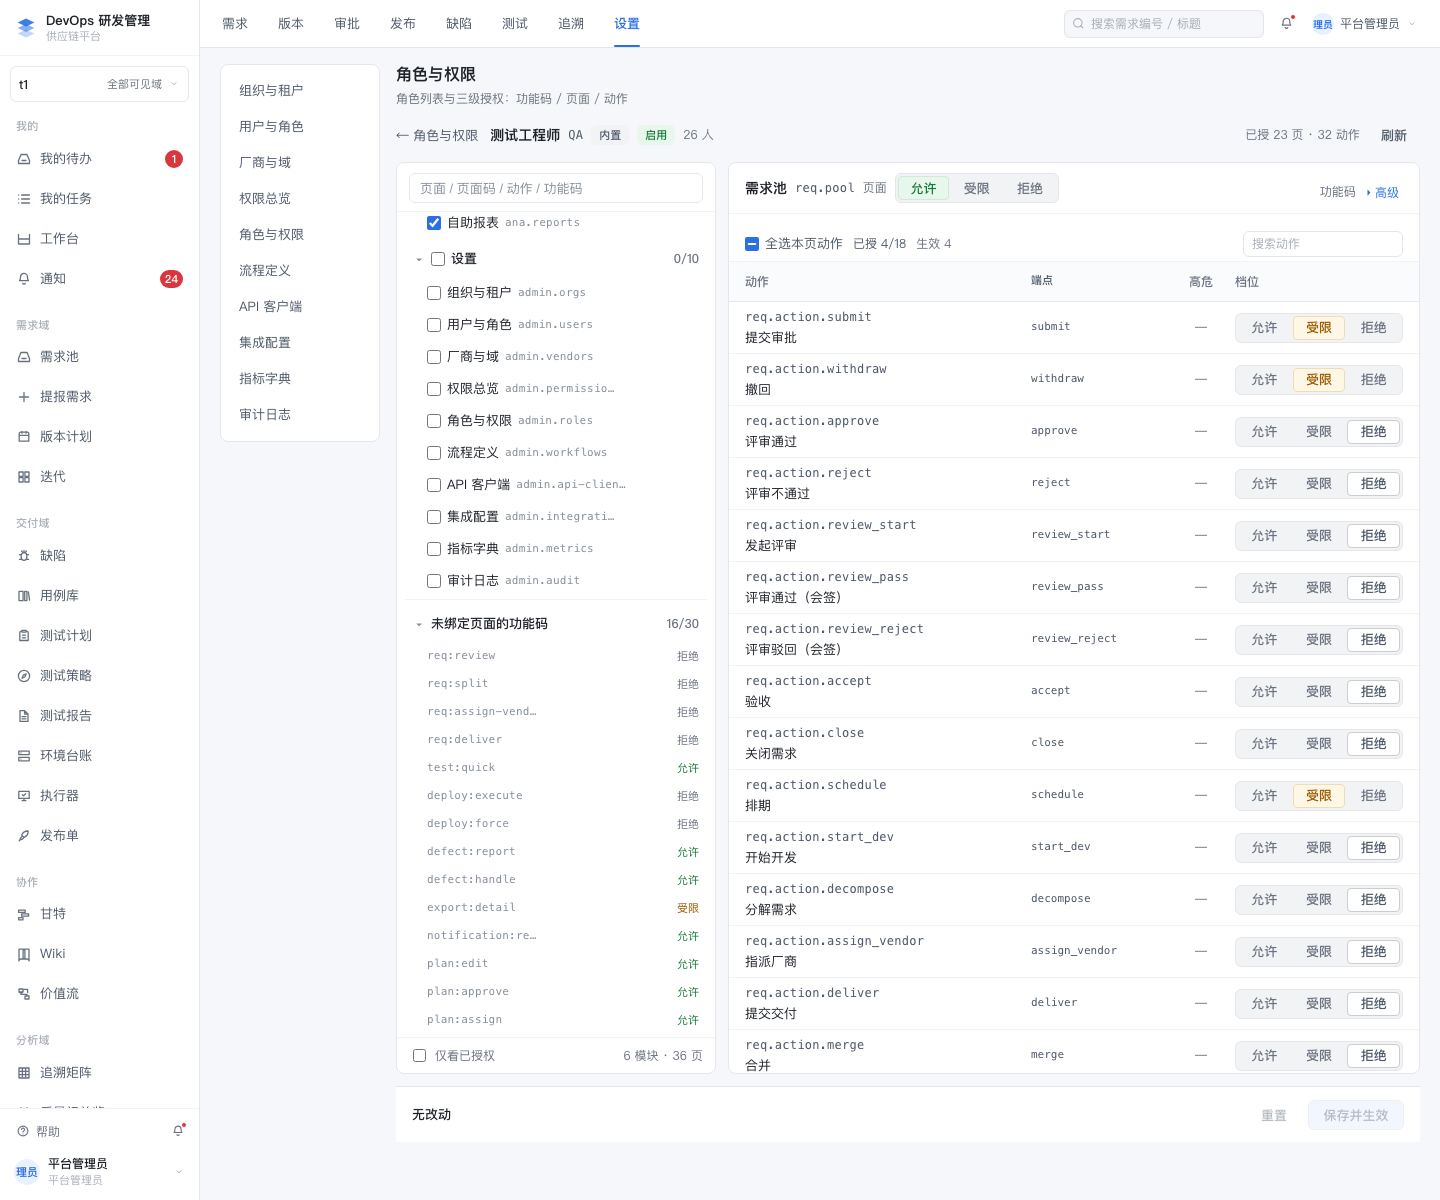 DevOps 研发管理
供应链平台
t1
全部可见域
我的
我的待办
1
我的任务
工作台
通知
24
需求域
需求池
提报需求
版本计划
迭代
交付域
缺陷
用例库
测试计划
测试策略
测试报告
环境台账
执行器
发布单
协作
甘特
Wiki
价值流
分析域
追溯矩阵
帮助
理员
平台管理员
平台管理员
需求
版本
审批
发布
缺陷
测试
追溯
设置
搜索需求编号 / 标题
理员
平台管理员
组织与租户
用户与角色
厂商与域
权限总览
角色与权限
流程定义
API 客户端
集成配置
指标字典
审计日志
角色与权限
角色列表与三级授权：功能码 / 页面 / 动作
← 角色与权限
测试工程师
QA
内置
启用
26 人
已授 23 页 · 32 动作
刷新
页面 / 页面码 / 动作 / 功能码
自助报表 ana.reports
设置 0/10
组织与租户 admin.orgs
用户与角色 admin.users
厂商与域 admin.vendors
权限总览 admin.permissio…
角色与权限 admin.roles
流程定义 admin.workflows
API 客户端 admin.api-clien…
集成配置 admin.integrati…
指标字典 admin.metrics
审计日志 admin.audit
未绑定页面的功能码 16/30
req:review 拒绝
req:split 拒绝
req:assign-vend… 拒绝
req:deliver 拒绝
test:quick 允许
deploy:execute 拒绝
deploy:force 拒绝
defect:report 允许
defect:handle 允许
export:detail 受限
notification:re… 允许
plan:edit 允许
plan:approve 允许
plan:assign 允许
仅看已授权
6 模块 · 36 页
需求池 req.pool 页面 允许 受限 拒绝
功能码 高级
全选本页动作 已授 4/18 生效 4
搜索动作
动作 端点 高危 档位
req.action.submit
提交审批
submit — 允许 受限 拒绝
req.action.withdraw
撤回
withdraw — 允许 受限 拒绝
req.action.approve
评审通过
approve — 允许 受限 拒绝
req.action.reject
评审不通过
reject — 允许 受限 拒绝
req.action.review_start
发起评审
review_start — 允许 受限 拒绝
req.action.review_pass
评审通过（会签）
review_pass — 允许 受限 拒绝
req.action.review_reject
评审驳回（会签）
review_reject — 允许 受限 拒绝
req.action.accept
验收
accept — 允许 受限 拒绝
req.action.close
关闭需求
close — 允许 受限 拒绝
req.action.schedule
排期
schedule — 允许 受限 拒绝
req.action.start_dev
开始开发
start_dev — 允许 受限 拒绝
req.action.decompose
分解需求
decompose — 允许 受限 拒绝
req.action.assign_vendor
指派厂商
assign_vendor — 允许 受限 拒绝
req.action.deliver
提交交付
deliver — 允许 受限 拒绝
req.action.merge
合并
merge — 允许 受限 拒绝
无改动
重置
保存并生效